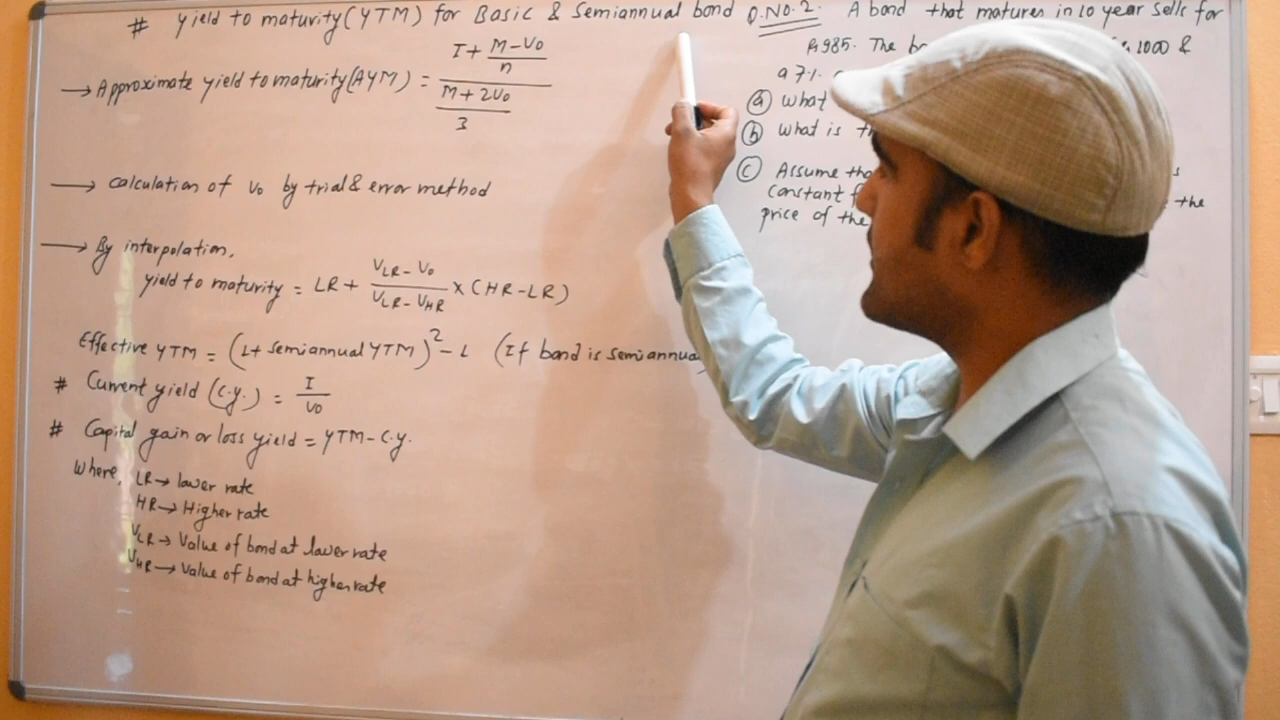 # Yield to maturity (YTM) for Basic & Semiannual bond
→ Approximate yield to maturity (AYM) = (I + (M - V0)/n) / ((M + 2V0)/3)
→ Calculation of V0 by trial & error method
→ By interpolation,
yield to maturity = LR + (VLR - V0)/(VLR - VHR) × (HR - LR)
Effective YTM = (1 + semiannual YTM)² - 1 (If bond is semiannua
# Current yield (C.y.) = I/V0
# Capital gain or loss yield = YTM - C.y.
Where, LR → lower rate
HR → Higher rate
VLR → Value of bond at lower rate
VHR → Value of bond at higher rate
Q.NO.2. A bond that matures in 10 year sells for
Rs 985. The 1000 &
a 7%
(a) What
(b) What is
(c) Assume
constant the
price of the